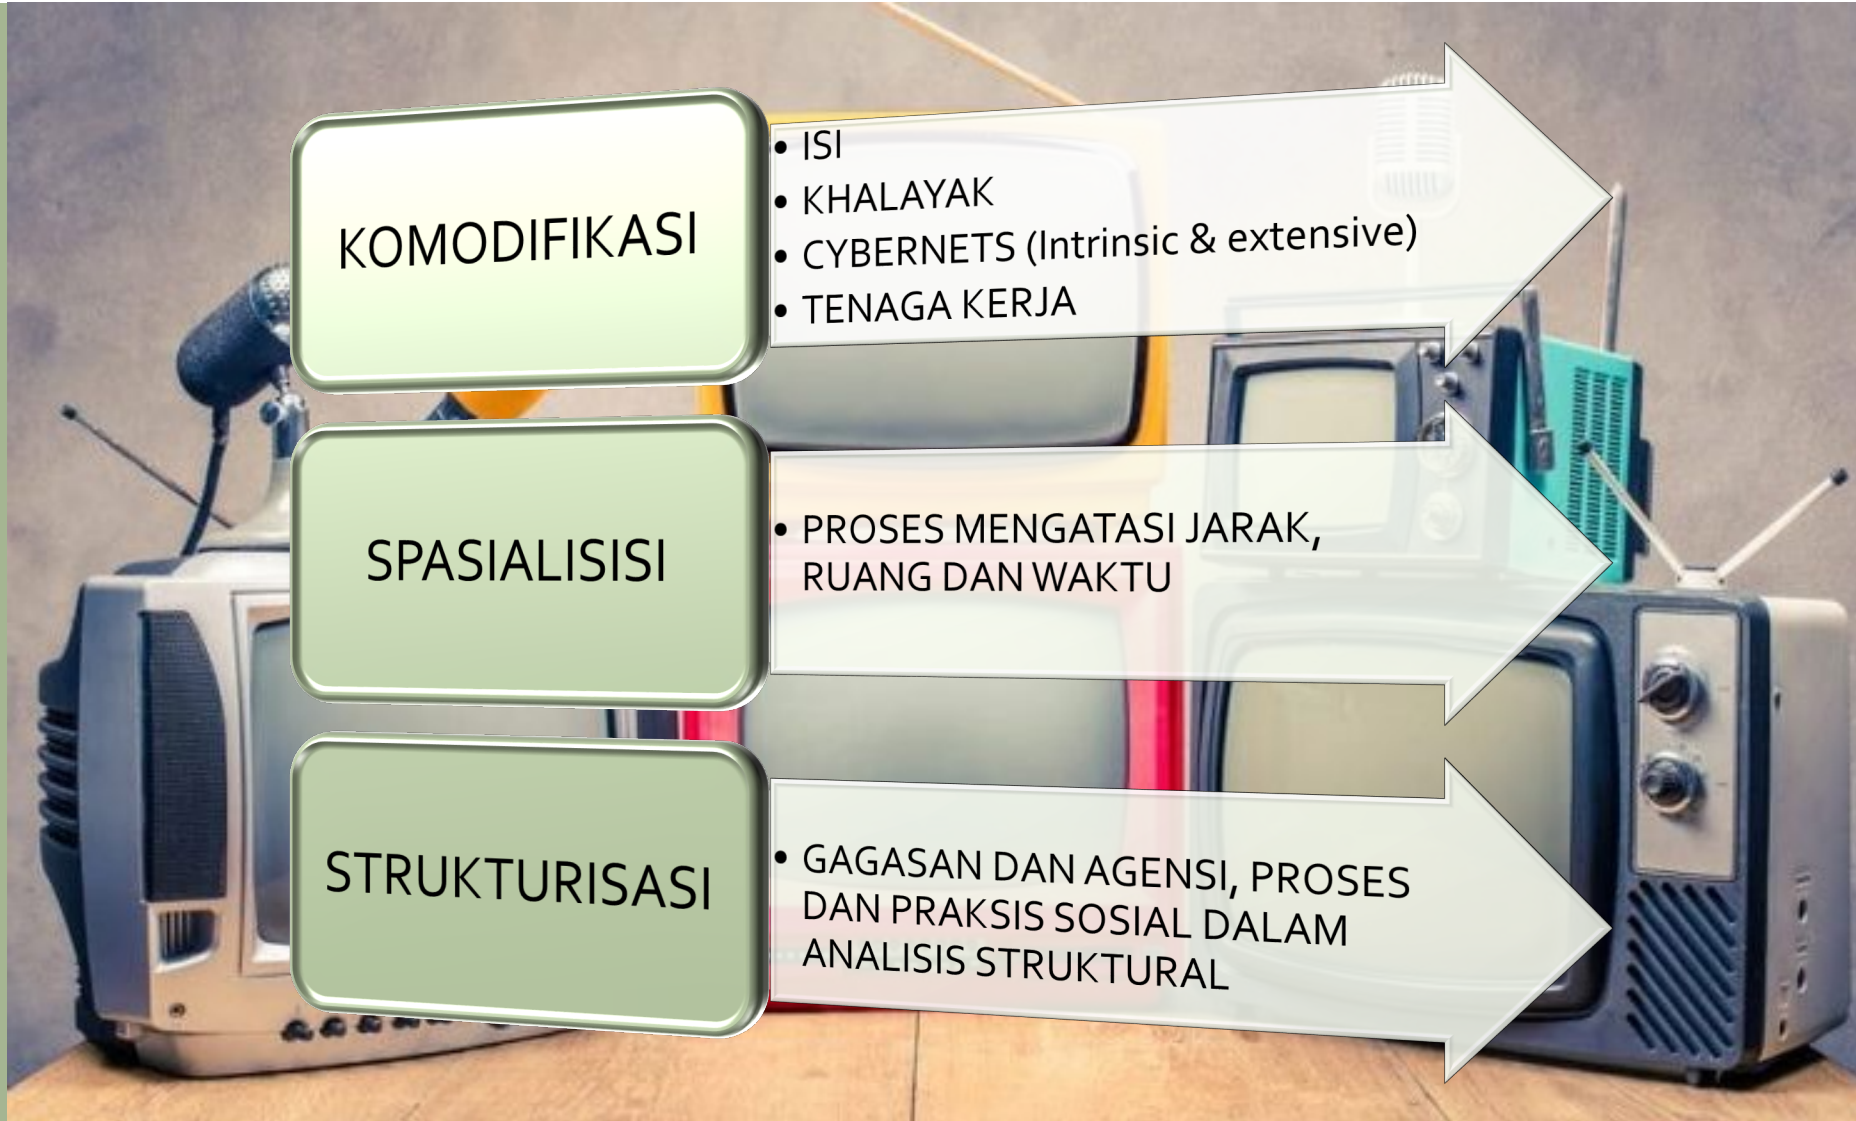 KOMODIFIKASI
• ISI
• KHALAYAK
• CYBERNETS (Intrinsic & extensive)
• TENAGA KERJA
SPASIALISISI
• PROSES MENGATASI JARAK,
RUANG DAN WAKTU
STRUKTURISASI
• GAGASAN DAN AGENSI, PROSES
DAN PRAKSIS SOSIAL DALAM
ANALISIS STRUKTURAL